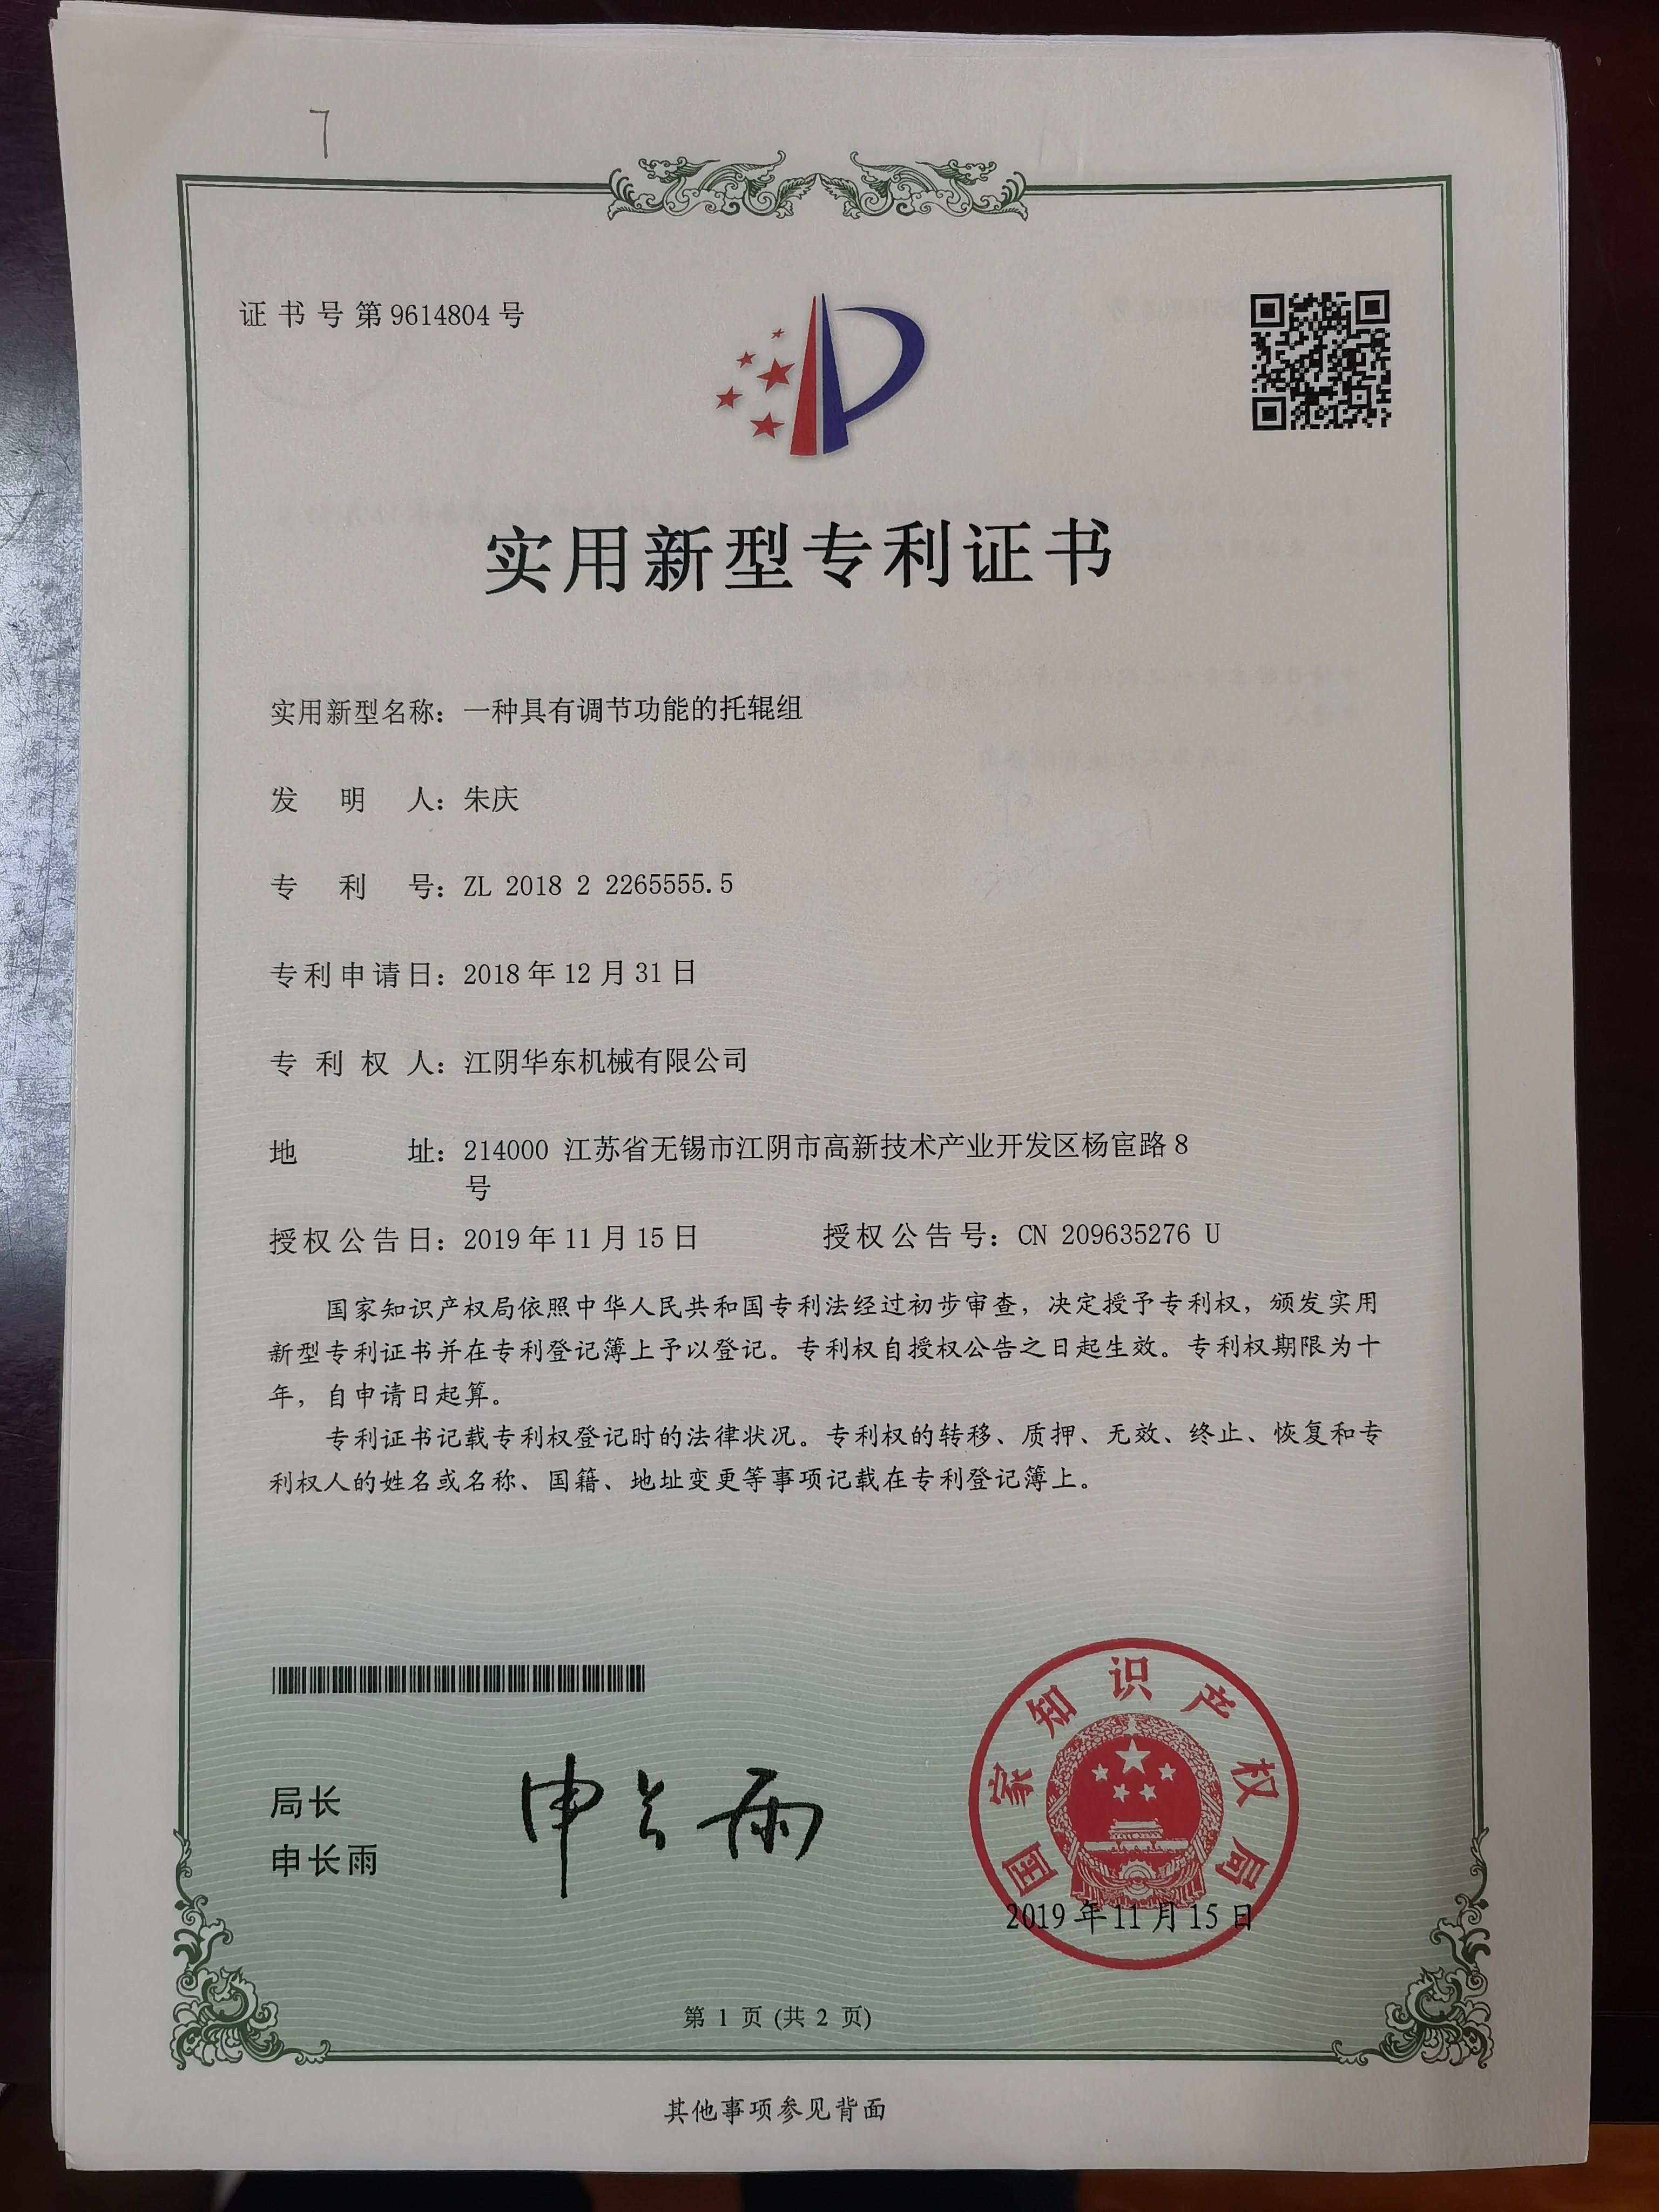 7
证书号第9614804号
实用新型专利证书
实用新型名称：一种具有调节功能的托辊组
发明人：朱庆
专利号：ZL 2018 2 2265555.5
专利申请日：2018年12月31日
专利权人：江阴华东机械有限公司
地址：214000 江苏省无锡市江阴市高新技术产业开发区杨宦路8
号
授权公告日：2019年11月15日 授权公告号：CN 209635276 U
国家知识产权局依照中华人民共和国专利法经过初步审查，决定授予专利权，颁发实用
新型专利证书并在专利登记簿上予以登记。专利权自授权公告之日起生效。专利权期限为十
年，自申请日起算。
专利证书记载专利权登记时的法律状况。专利权的转移、质押、无效、终止、恢复和专
利权人的姓名或名称、国籍、地址变更等事项记载在专利登记簿上。
局长
申长雨
申长雨
国家知识产权局
2019年11月15日
第 1 页 (共 2 页)
其他事项参见背面